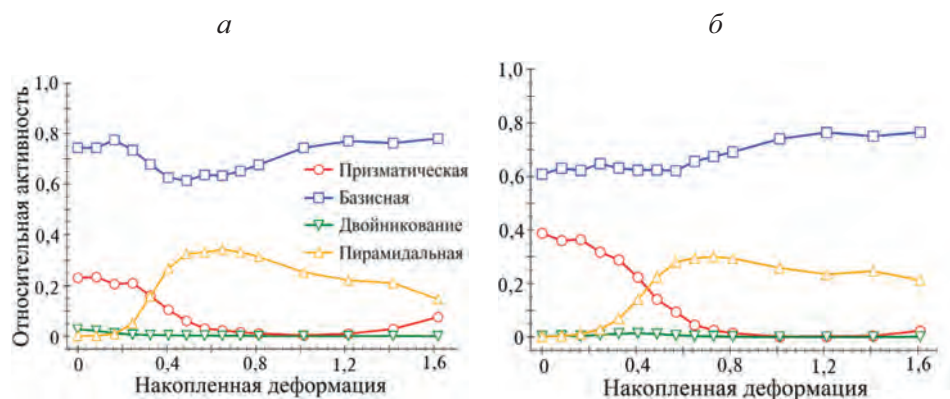 а
б
Относительная активность
1,0
0,8
0,6
0,4
0,2
0
Призматическая
Базисная
Двойникование
Пирамидальная
0 0,4 0,8 1,2 1,6
Накопленная деформация
1,0
0,8
0,6
0,4
0,2
0
0 0,4 0,8 1,2 1,6
Накопленная деформация